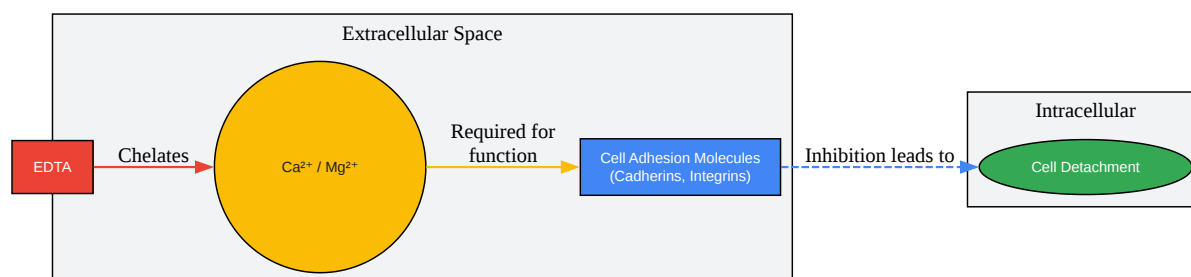 Extracellular Space
EDTA
Chelates
Ca²⁺ / Mg²⁺
Required for
function
Cell Adhesion Molecules
(Cadherins, Integrins)
Inhibition leads to
Intracellular
Cell Detachment